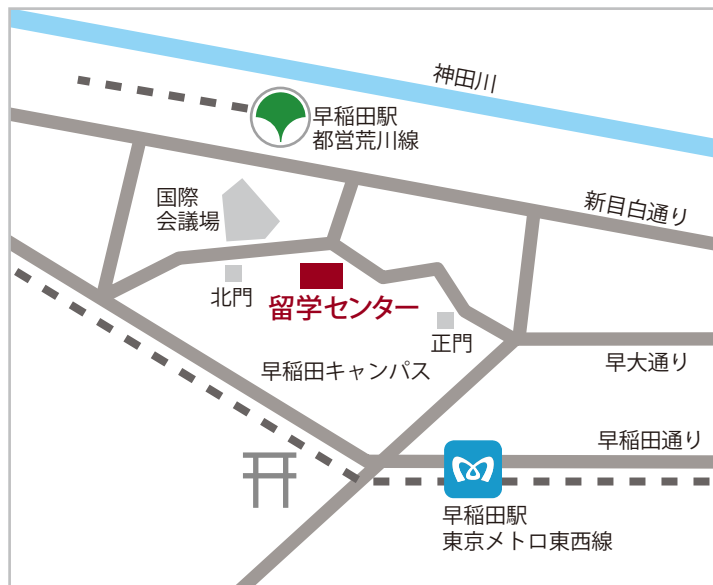 神田川
早稲田駅
都営荒川線
国際
会議場
新目白通り
北門
留学センター
正門
早稲田キャンパス
早大通り
早稲田通り
早稲田駅
東京メトロ東西線